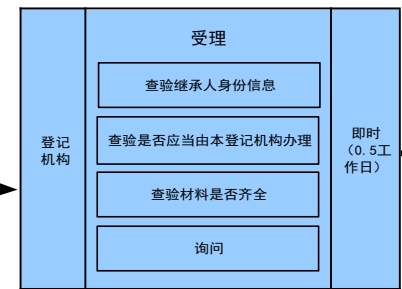 受理
查验继承人身份信息
查验是否应当由本登记机构办理
查验材料是否齐全
询问
登记
机构
即时
（0.5工
作日）